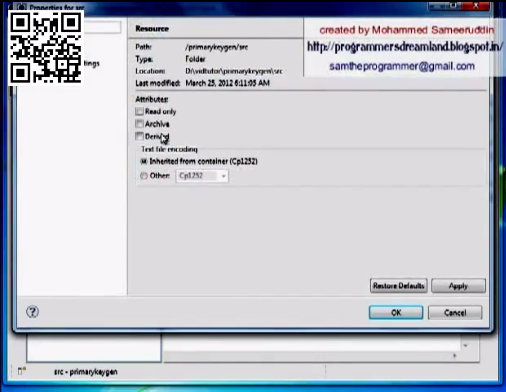 Properties for src
created by Mohammed Sameeruddin
http://programmersdreamland.blogspot.in/
samtheprogrammer@gmail.com
ttings
Resource
Path: /primarykeygen/src
Type: Folder
Location: D:\vidtutor\primarykeygen\src
Last modified: March 25, 2012 6:11:05 AM
Attributes:
Read only
Archive
Derived
Text file encoding
Inherited from container (Cp1252)
Other: Cp1252
Restore Defaults Apply
OK Cancel
src - primarykeygen